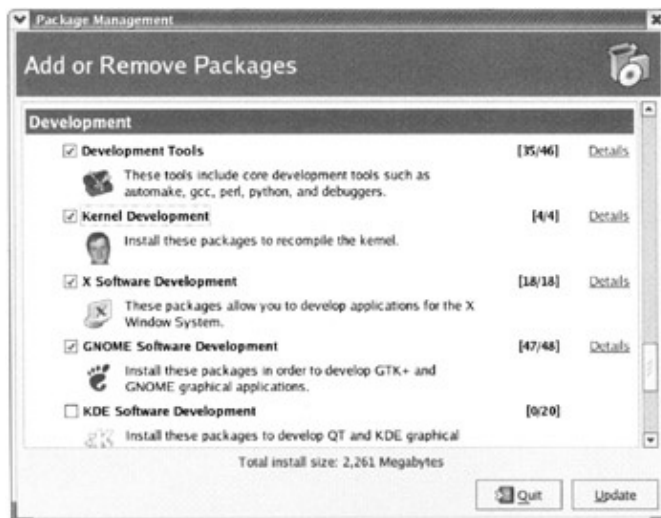 Package Management
Add or Remove Packages
Development
Development Tools [35/46] Details
These tools include core development tools such as
automake, gcc, perl, python, and debuggers.
Kernel Development [4/4] Details
Install these packages to recompile the kernel.
X Software Development [18/18] Details
These packages allow you to develop applications for the X
Window System.
GNOME Software Development [47/48] Details
Install these packages in order to develop GTK+ and
GNOME graphical applications.
KDE Software Development [0/20]
Install these packages to develop QT and KDE graphical
Total install size: 2,261 Megabytes
Quit Update